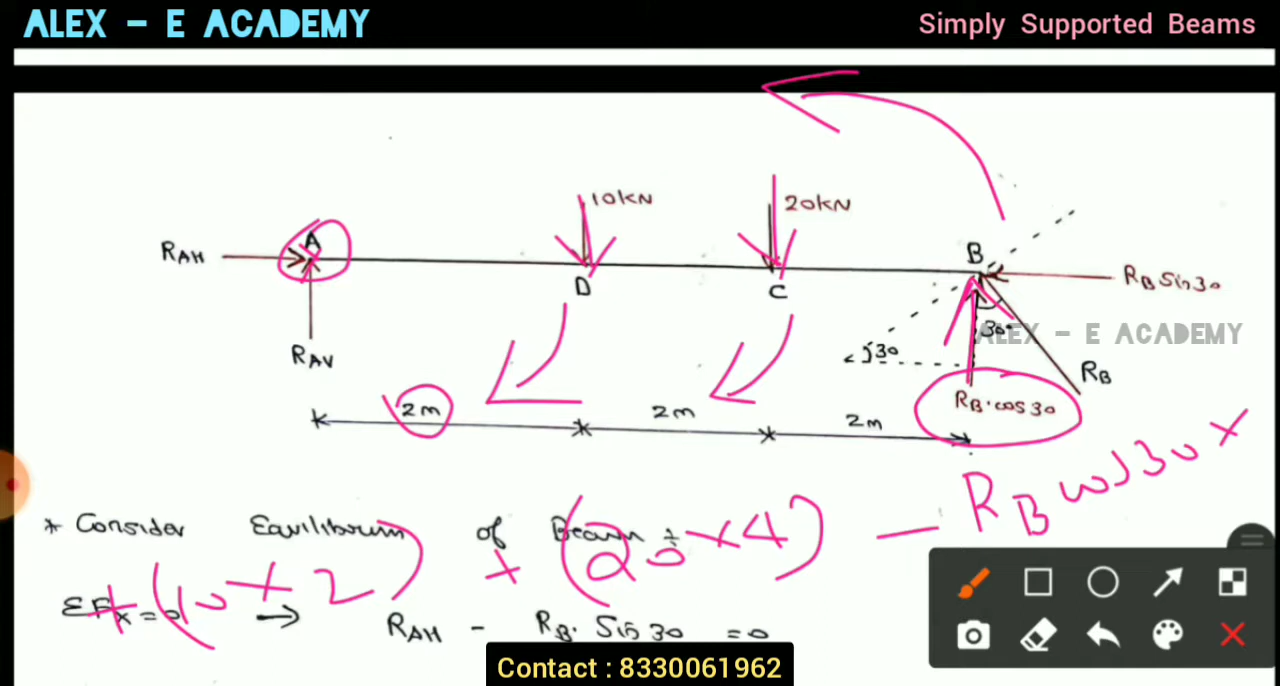 ALEX – E ACADEMY
Simply Supported Beams
10KN
20KN
A
B
RAH
RB Sin30
D
C
30°
ALEX – E ACADEMY
RAV
30
RB
RB·cos30
2m
2m
2m
RB cos30 ×
* Consider Equilibrium of Beam :
+ (10×2) + (20×4) −
ΣFx=0 → RAH - RB. Sin30 =0
Contact : 8330061962